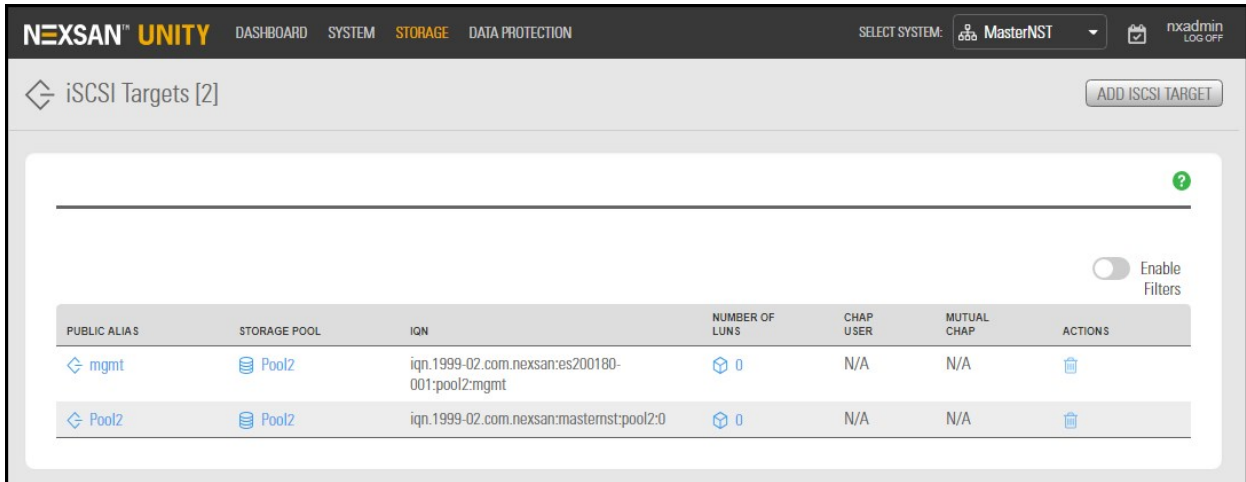 NEXSAN™ UNITY DASHBOARD SYSTEM STORAGE DATA PROTECTION SELECT SYSTEM: MasterNST nxadmin
LOG OFF
iSCSI Targets [2] ADD ISCSI TARGET
?
Enable
Filters
PUBLIC ALIAS STORAGE POOL IQN NUMBER OF LUNS CHAP USER MUTUAL CHAP ACTIONS
mgmt Pool2 iqn.1999-02.com.nexsan:es200180- 0 N/A N/A
001:pool2:mgmt
Pool2 Pool2 iqn.1999-02.com.nexsan:masternst:pool2:0 0 N/A N/A